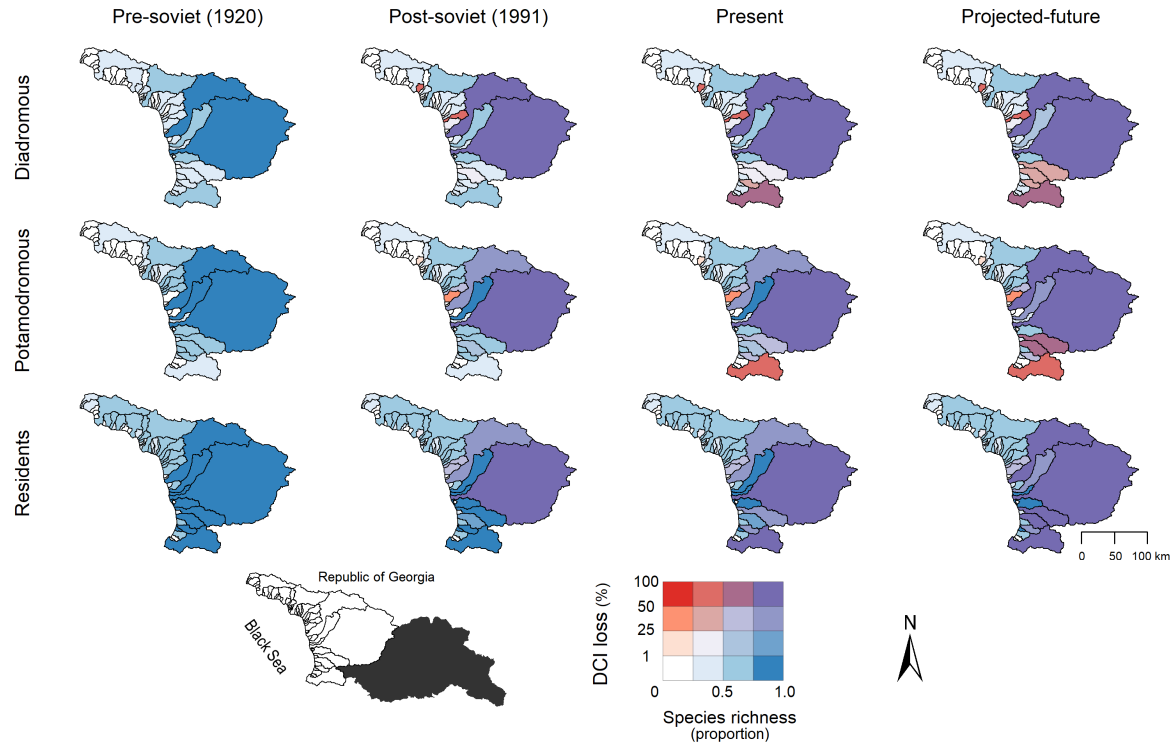 Pre-soviet (1920)
Post-soviet (1991)
Present
Projected-future
Diadromous
Potamodromous
Residents
0 50 100 km
Republic of Georgia
Black Sea
DCI loss (%)
100
50
25
1
0 0.5 1.0
Species richness
(proportion)
N